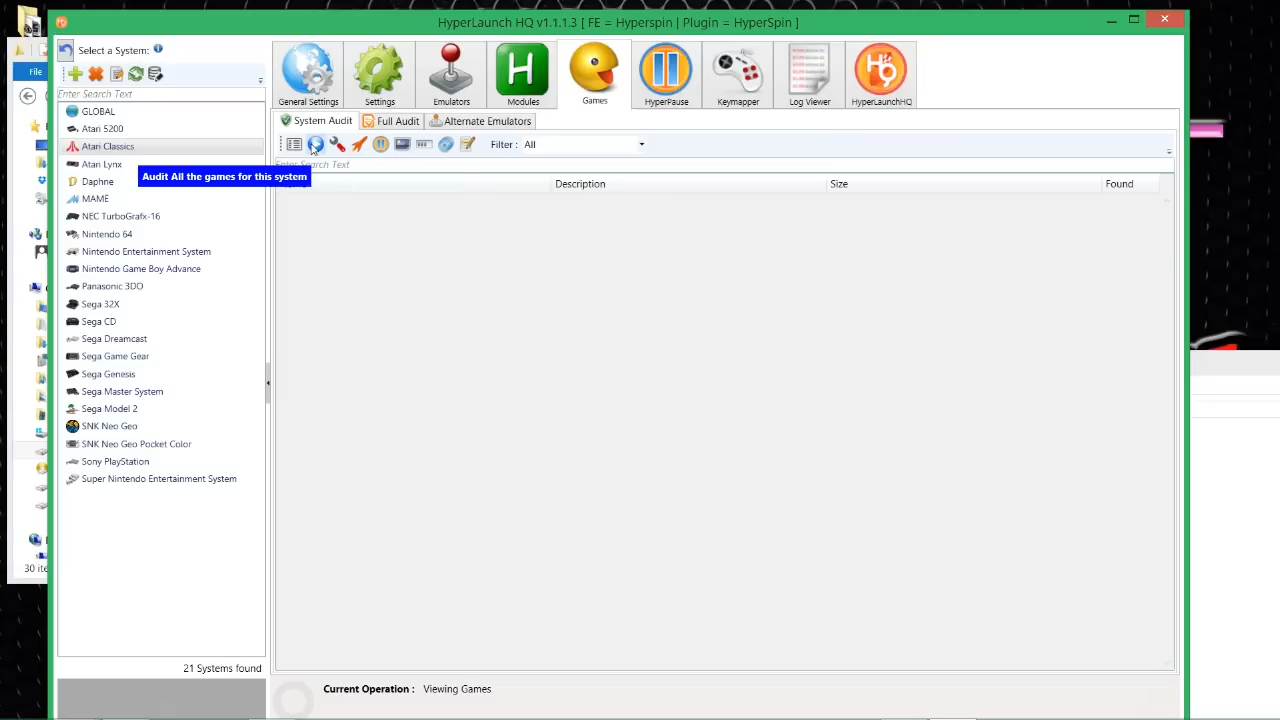 HyperLaunch HQ v1.1.1.3 [ FE = Hyperspin | Plugin = HyperSpin ]
File
Select a System:
Enter Search Text
GLOBAL
Atari 5200
Atari Classics
Atari Lynx
Daphne
MAME
NEC TurboGrafx-16
Nintendo 64
Nintendo Entertainment System
Nintendo Game Boy Advance
Panasonic 3DO
Sega 32X
Sega CD
Sega Dreamcast
Sega Game Gear
Sega Genesis
Sega Master System
Sega Model 2
SNK Neo Geo
SNK Neo Geo Pocket Color
Sony PlayStation
Super Nintendo Entertainment System
21 Systems found
30 ite
General Settings
Settings
Emulators
H
Modules
Games
HyperPause
Keymapper
Log Viewer
HQ
HyperLaunchHQ
System Audit
Full Audit
Alternate Emulators
Filter : All
Enter Search Text
Audit All the games for this system
Description
Size
Found
Current Operation : Viewing Games